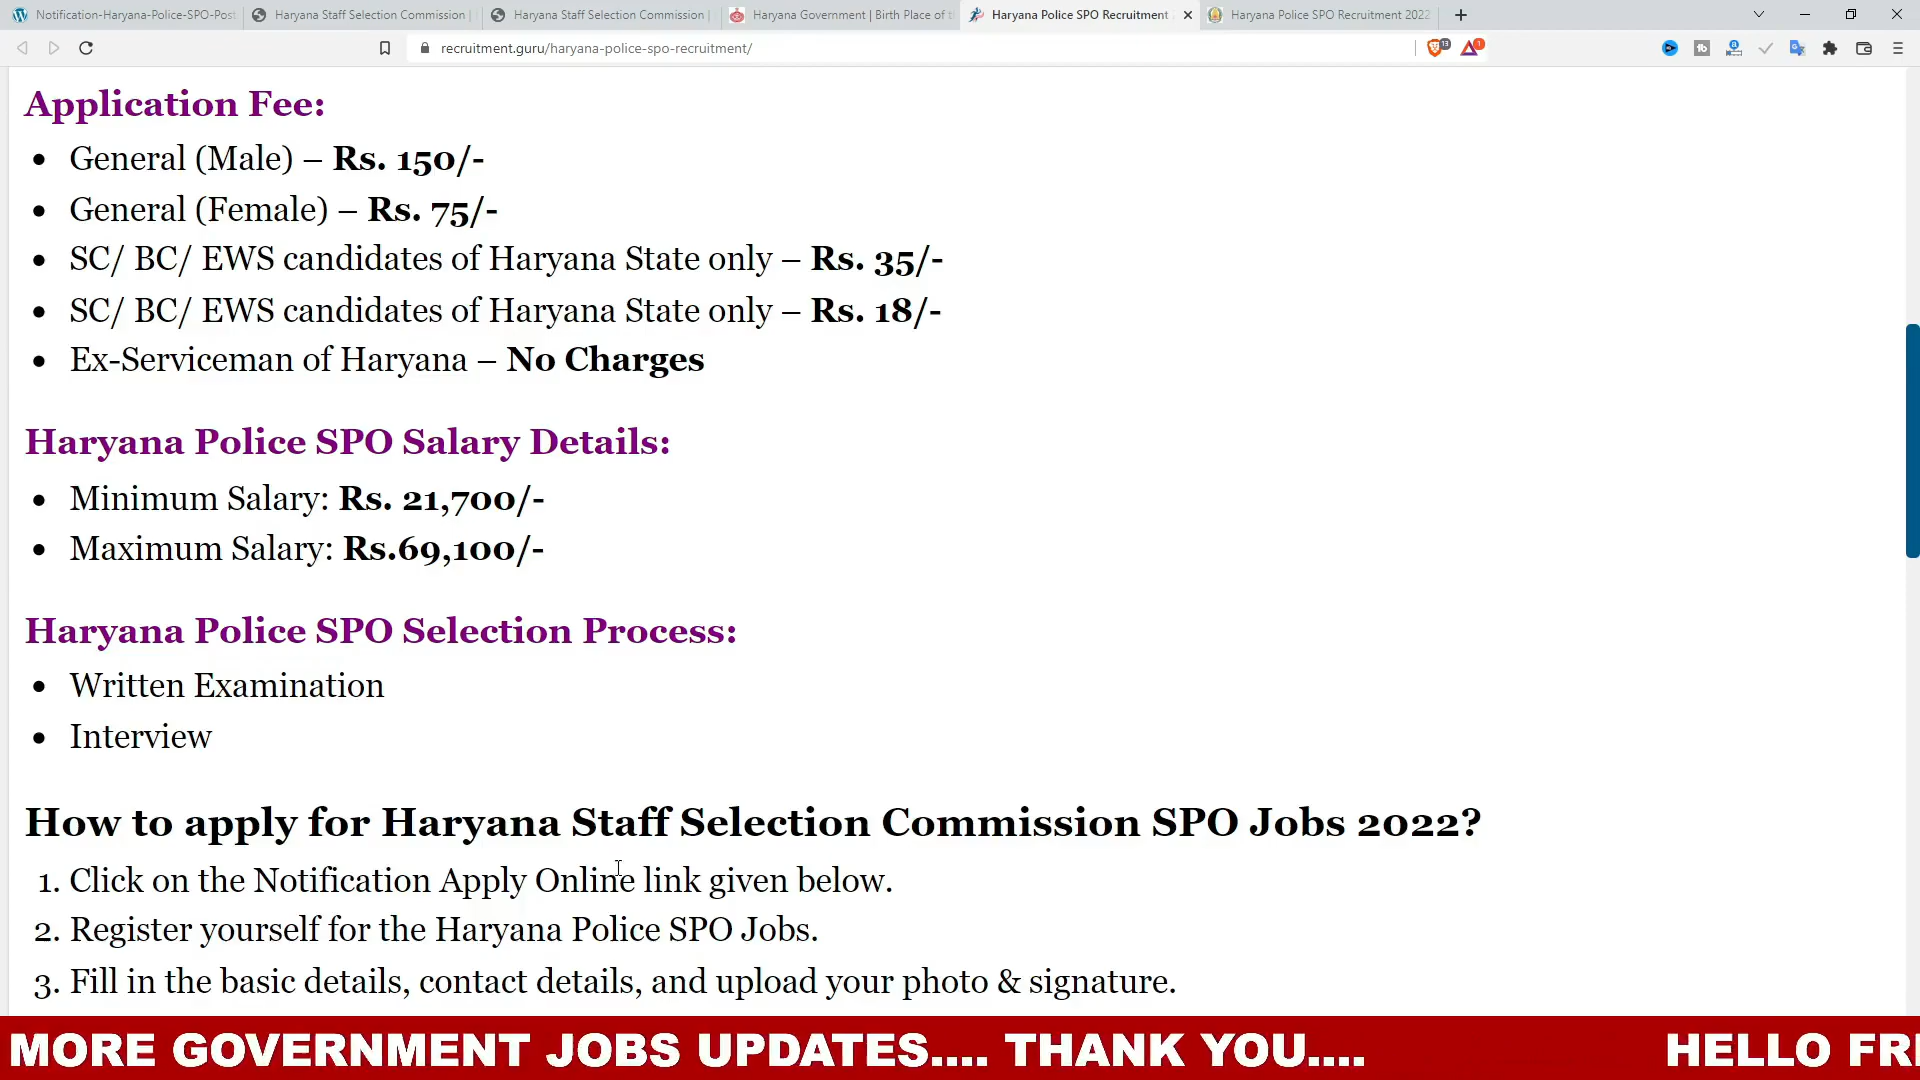 Notification-Haryana-Police-SPO-Post
Haryana Staff Selection Commission |
Haryana Staff Selection Commission |
Haryana Government | Birth Place of
Haryana Police SPO Recruitment
Haryana Police SPO Recruitment 2022
recruitment.guru/haryana-police-spo-recruitment/
13
1
Application Fee:
• General (Male) – Rs. 150/-
• General (Female) – Rs. 75/-
• SC/ BC/ EWS candidates of Haryana State only – Rs. 35/-
• SC/ BC/ EWS candidates of Haryana State only – Rs. 18/-
• Ex-Serviceman of Haryana – No Charges
Haryana Police SPO Salary Details:
• Minimum Salary: Rs. 21,700/-
• Maximum Salary: Rs.69,100/-
Haryana Police SPO Selection Process:
• Written Examination
• Interview
How to apply for Haryana Staff Selection Commission SPO Jobs 2022?
1. Click on the Notification Apply Online link given below.
2. Register yourself for the Haryana Police SPO Jobs.
3. Fill in the basic details, contact details, and upload your photo & signature.
MORE GOVERNMENT JOBS UPDATES.... THANK YOU.... HELLO FRI